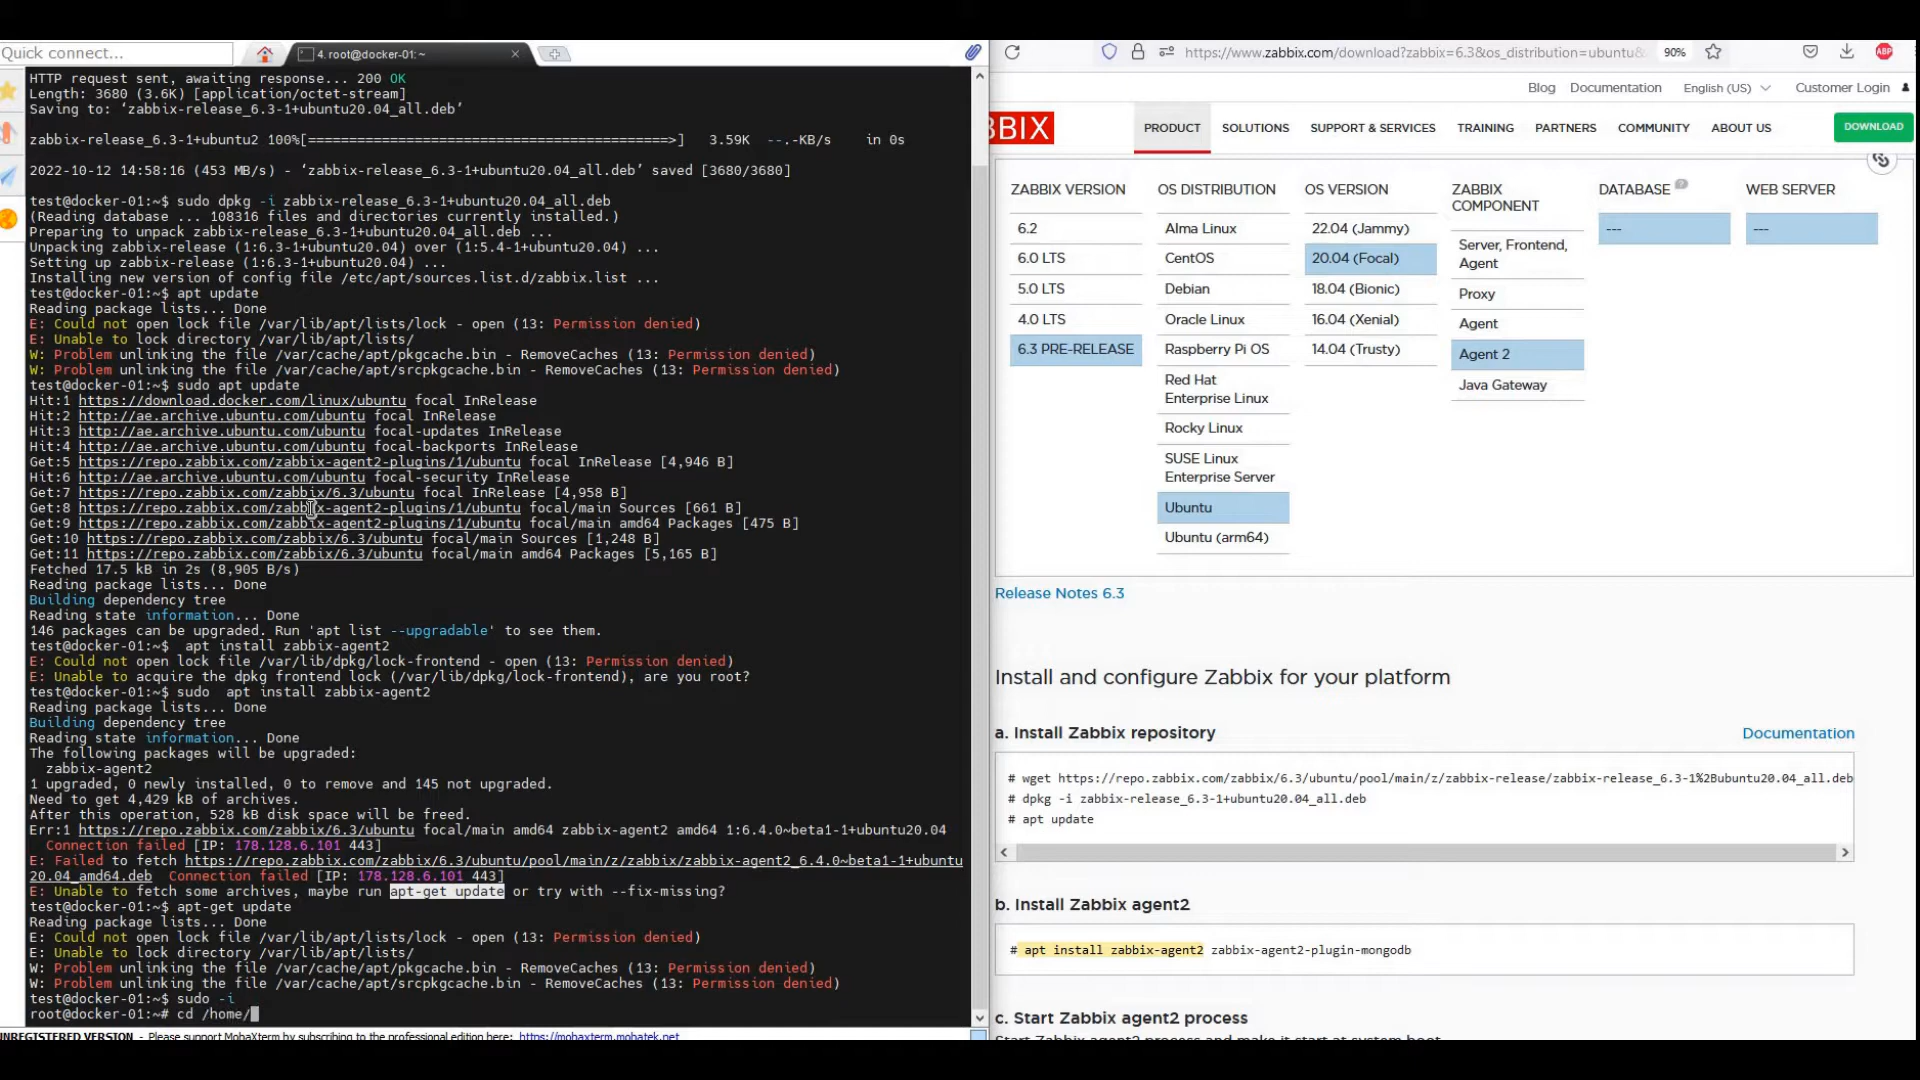 Quick connect...
4. root@docker-01: ~
HTTP request sent, awaiting response... 200 OK
Length: 3680 (3.6K) [application/octet-stream]
Saving to: ‘zabbix-release_6.3-1+ubuntu20.04_all.deb’
zabbix-release_6.3-1+ubuntu2 100%[============================================>] 3.59K --.-KB/s in 0s
2022-10-12 14:58:16 (453 MB/s) - ‘zabbix-release_6.3-1+ubuntu20.04_all.deb’ saved [3680/3680]
test@docker-01:~$ sudo dpkg -i zabbix-release_6.3-1+ubuntu20.04_all.deb
(Reading database ... 108316 files and directories currently installed.)
Preparing to unpack zabbix-release_6.3-1+ubuntu20.04_all.deb ...
Unpacking zabbix-release (1:6.3-1+ubuntu20.04) over (1:5.4-1+ubuntu20.04) ...
Setting up zabbix-release (1:6.3-1+ubuntu20.04) ...
Installing new version of config file /etc/apt/sources.list.d/zabbix.list ...
test@docker-01:~$ apt update
Reading package lists... Done
E: Could not open lock file /var/lib/apt/lists/lock - open (13: Permission denied)
E: Unable to lock directory /var/lib/apt/lists/
W: Problem unlinking the file /var/cache/apt/pkgcache.bin - RemoveCaches (13: Permission denied)
W: Problem unlinking the file /var/cache/apt/srcpkgcache.bin - RemoveCaches (13: Permission denied)
test@docker-01:~$ sudo apt update
Hit:1 https://download.docker.com/linux/ubuntu focal InRelease
Hit:2 http://ae.archive.ubuntu.com/ubuntu focal InRelease
Hit:3 http://ae.archive.ubuntu.com/ubuntu focal-updates InRelease
Hit:4 http://ae.archive.ubuntu.com/ubuntu focal-backports InRelease
Get:5 https://repo.zabbix.com/zabbix-agent2-plugins/1/ubuntu focal InRelease [4,946 B]
Hit:6 http://ae.archive.ubuntu.com/ubuntu focal-security InRelease
Get:7 https://repo.zabbix.com/zabbix/6.3/ubuntu focal InRelease [4,958 B]
Get:8 https://repo.zabbix.com/zabbix-agent2-plugins/1/ubuntu focal/main Sources [661 B]
Get:9 https://repo.zabbix.com/zabbix-agent2-plugins/1/ubuntu focal/main amd64 Packages [475 B]
Get:10 https://repo.zabbix.com/zabbix/6.3/ubuntu focal/main Sources [1,248 B]
Get:11 https://repo.zabbix.com/zabbix/6.3/ubuntu focal/main amd64 Packages [5,165 B]
Fetched 17.5 kB in 2s (8,905 B/s)
Reading package lists... Done
Building dependency tree
Reading state information... Done
146 packages can be upgraded. Run 'apt list --upgradable' to see them.
test@docker-01:~$  apt install zabbix-agent2
E: Could not open lock file /var/lib/dpkg/lock-frontend - open (13: Permission denied)
E: Unable to acquire the dpkg frontend lock (/var/lib/dpkg/lock-frontend), are you root?
test@docker-01:~$ sudo  apt install zabbix-agent2
Reading package lists... Done
Building dependency tree
Reading state information... Done
The following packages will be upgraded:
zabbix-agent2
1 upgraded, 0 newly installed, 0 to remove and 145 not upgraded.
Need to get 4,429 kB of archives.
After this operation, 528 kB disk space will be freed.
Err:1 https://repo.zabbix.com/zabbix/6.3/ubuntu focal/main amd64 zabbix-agent2 amd64 1:6.4.0~beta1-1+ubuntu20.04
Connection failed [IP: 178.128.6.101 443]
E: Failed to fetch https://repo.zabbix.com/zabbix/6.3/ubuntu/pool/main/z/zabbix/zabbix-agent2_6.4.0~beta1-1+ubuntu
20.04_amd64.deb  Connection failed [IP: 178.128.6.101 443]
E: Unable to fetch some archives, maybe run apt-get update or try with --fix-missing?
test@docker-01:~$ apt-get update
Reading package lists... Done
E: Could not open lock file /var/lib/apt/lists/lock - open (13: Permission denied)
E: Unable to lock directory /var/lib/apt/lists/
W: Problem unlinking the file /var/cache/apt/pkgcache.bin - RemoveCaches (13: Permission denied)
W: Problem unlinking the file /var/cache/apt/srcpkgcache.bin - RemoveCaches (13: Permission denied)
test@docker-01:~$ sudo -i
root@docker-01:~# cd /home/
UNREGISTERED VERSION - Please support MobaXterm by subscribing to the professional edition here: https://mobaxterm.mobatek.net
https://www.zabbix.com/download?zabbix=6.3&os_distribution=ubuntu&
90%
ABP
Blog Documentation English (US) Customer Login
BBIX PRODUCT SOLUTIONS SUPPORT & SERVICES TRAINING PARTNERS COMMUNITY ABOUT US DOWNLOAD
ZABBIX VERSION
6.2
6.0 LTS
5.0 LTS
4.0 LTS
6.3 PRE-RELEASE
OS DISTRIBUTION
Alma Linux
CentOS
Debian
Oracle Linux
Raspberry Pi OS
Red Hat
Enterprise Linux
Rocky Linux
SUSE Linux
Enterprise Server
Ubuntu
Ubuntu (arm64)
OS VERSION
22.04 (Jammy)
20.04 (Focal)
18.04 (Bionic)
16.04 (Xenial)
14.04 (Trusty)
ZABBIX
COMPONENT
Server, Frontend,
Agent
Proxy
Agent
Agent 2
Java Gateway
DATABASE ?
---
WEB SERVER
---
Release Notes 6.3
Install and configure Zabbix for your platform
a. Install Zabbix repository
Documentation
# wget https://repo.zabbix.com/zabbix/6.3/ubuntu/pool/main/z/zabbix-release/zabbix-release_6.3-1%2Bubuntu20.04_all.deb
# dpkg -i zabbix-release_6.3-1+ubuntu20.04_all.deb
# apt update
b. Install Zabbix agent2
# apt install zabbix-agent2 zabbix-agent2-plugin-mongodb
c. Start Zabbix agent2 process
Start Zabbix agent2 process and make it start at system boot.